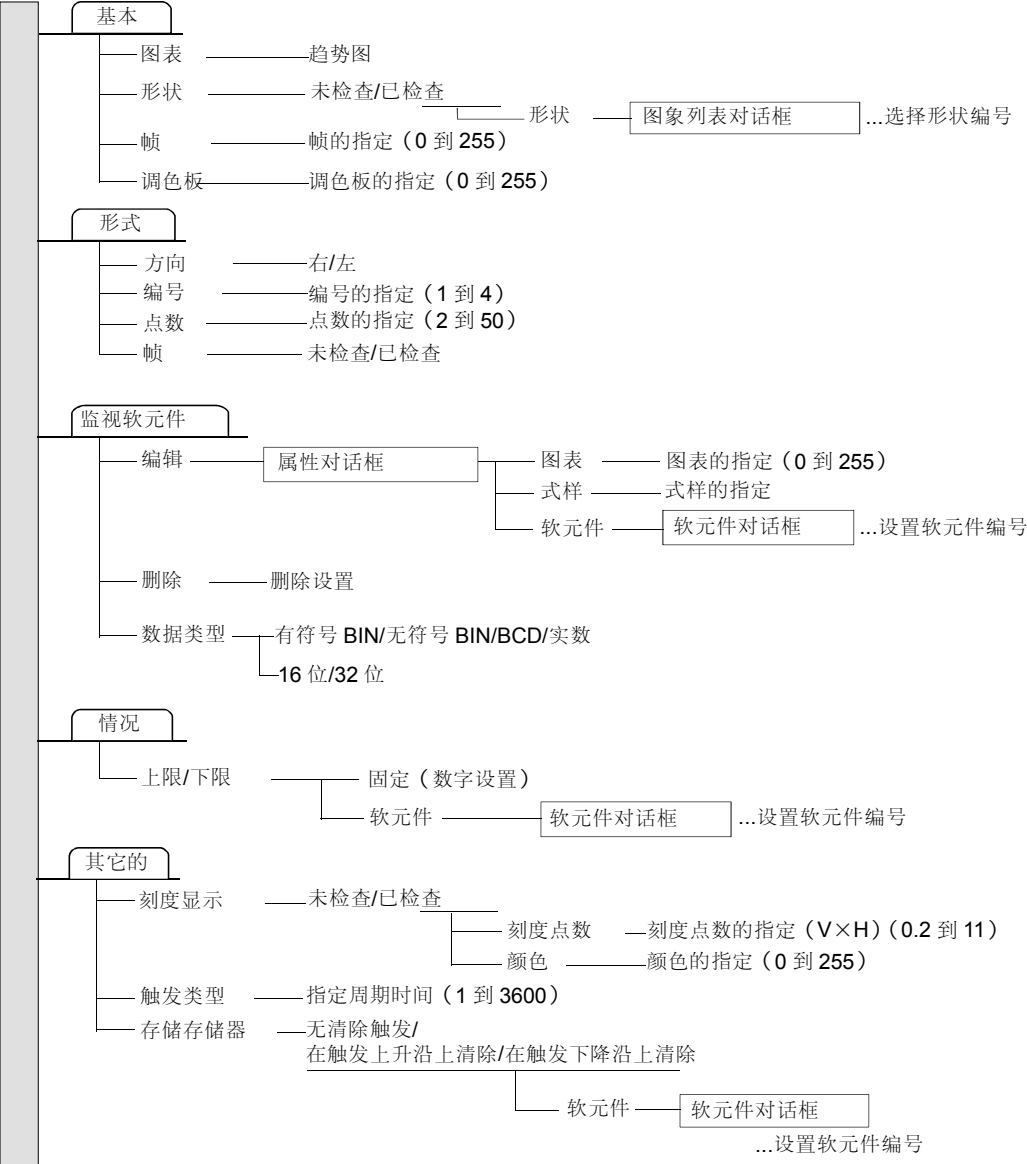 基本
图表 趋势图
形状 未检查/已检查
形状 图象列表对话框 ...选择形状编号
帧 帧的指定（0 到 255）
调色板 调色板的指定（0 到 255）
形式
方向 右/左
编号 编号的指定（1 到 4）
点数 点数的指定（2 到 50）
帧 未检查/已检查
监视软元件
编辑 属性对话框 图表 图表的指定（0 到 255）
式样 式样的指定
软元件 软元件对话框 ...设置软元件编号
删除 删除设置
数据类型 有符号 BIN/无符号 BIN/BCD/实数
16 位/32 位
情况
上限/下限 固定（数字设置）
软元件 软元件对话框 ...设置软元件编号
其它的
刻度显示 未检查/已检查
刻度点数 刻度点数的指定（V×H）（0.2 到 11）
颜色 颜色的指定（0 到 255）
触发类型 指定周期时间（1 到 3600）
存储存储器 无清除触发/
在触发上升沿上清除/在触发下降沿上清除
软元件 软元件对话框
...设置软元件编号